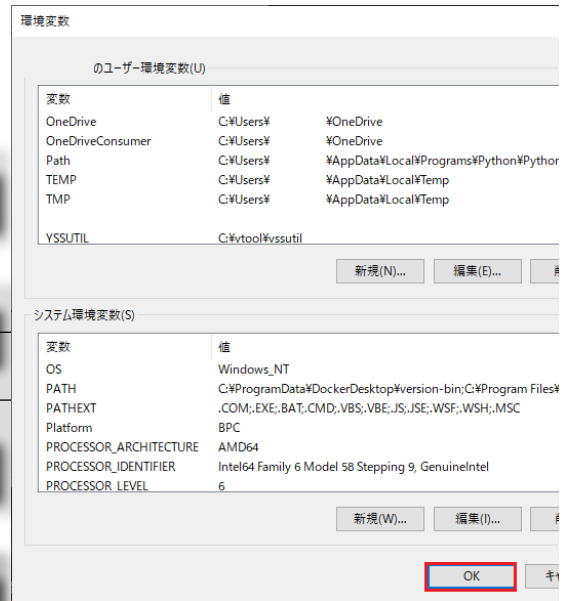 環境変数
のユーザー環境変数(U)
変数 値
OneDrive C:¥Users¥ ¥OneDrive
OneDriveConsumer C:¥Users¥ ¥OneDrive
Path C:¥Users¥ ¥AppData¥Local¥Programs¥Python¥Python
TEMP C:¥Users¥ ¥AppData¥Local¥Temp
TMP C:¥Users¥ ¥AppData¥Local¥Temp
YSSUTIL C:¥vtool¥vssutil
新規(N)... 編集(E)...
システム環境変数(S)
変数 値
OS Windows_NT
PATH C:¥ProgramData¥DockerDesktop¥version-bin;C:¥Program Files¥
PATHEXT .COM;.EXE;.BAT;.CMD;.VBS;.VBE;.JS;.JSE;.WSF;.WSH;.MSC
Platform BPC
PROCESSOR_ARCHITECTURE AMD64
PROCESSOR_IDENTIFIER Intel64 Family 6 Model 58 Stepping 9, GenuineIntel
PROCESSOR_LEVEL 6
新規(W)... 編集(I)...
OK キ